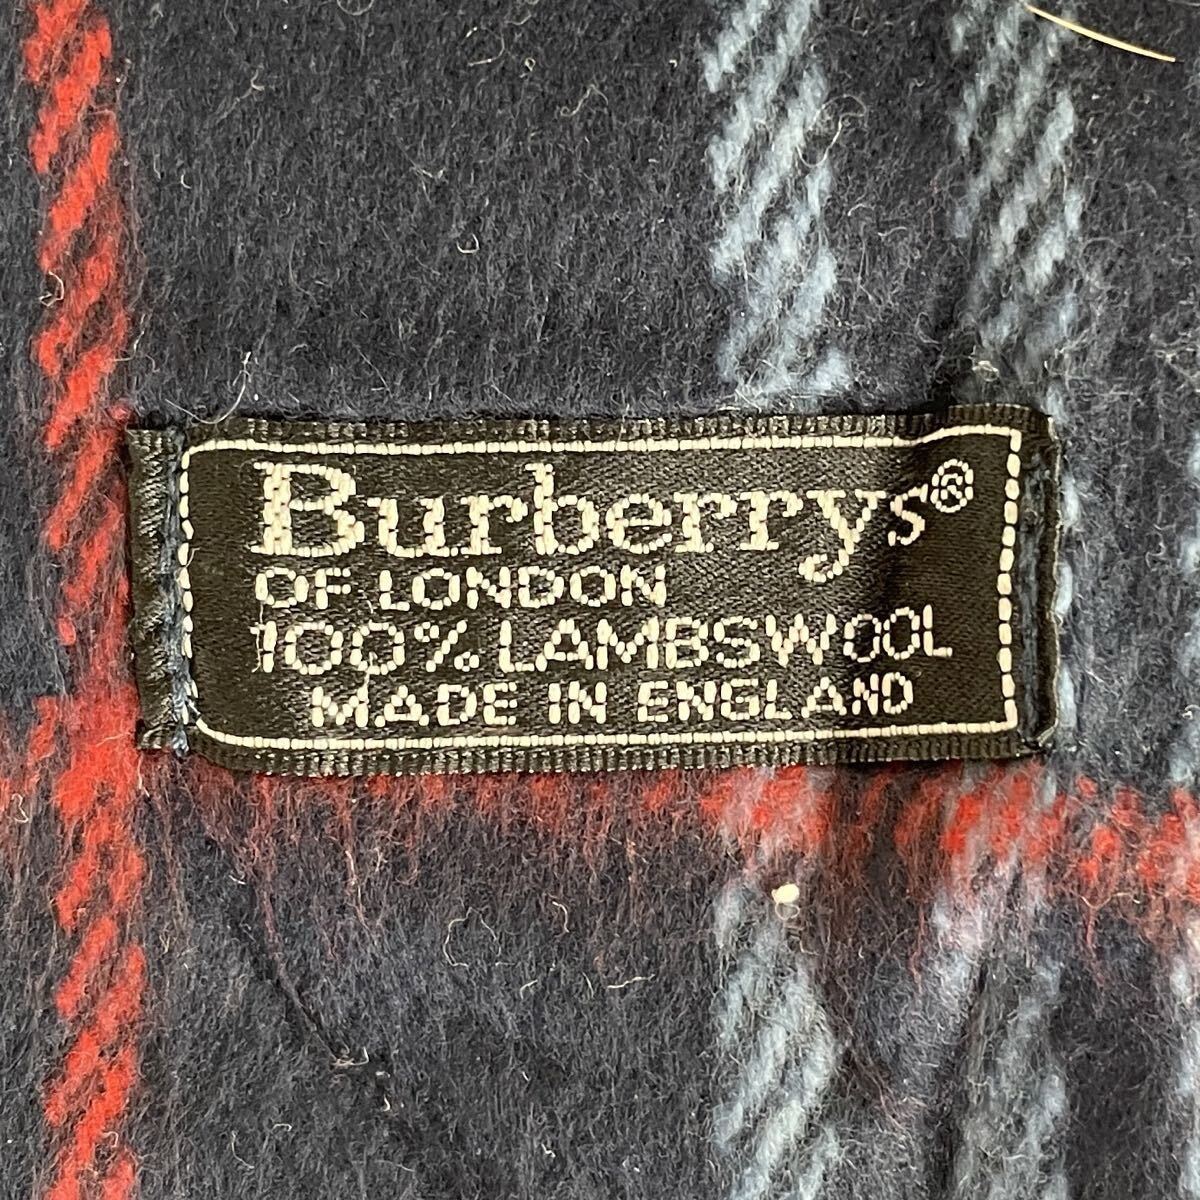 Burberrys®
OF LONDON
100% LAMBSWOOL
MADE IN ENGLAND